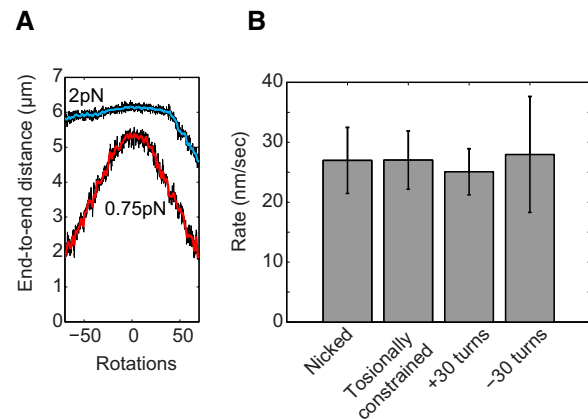 A
B
End-to-end distance (μm)
7
6
5
4
3
2
1
0
2pN
0.75pN
−50
0
50
Rotations
Rate (nm/sec)
40
30
20
10
0
Nicked
Tosionally
constrained
+30 turns
−30 turns